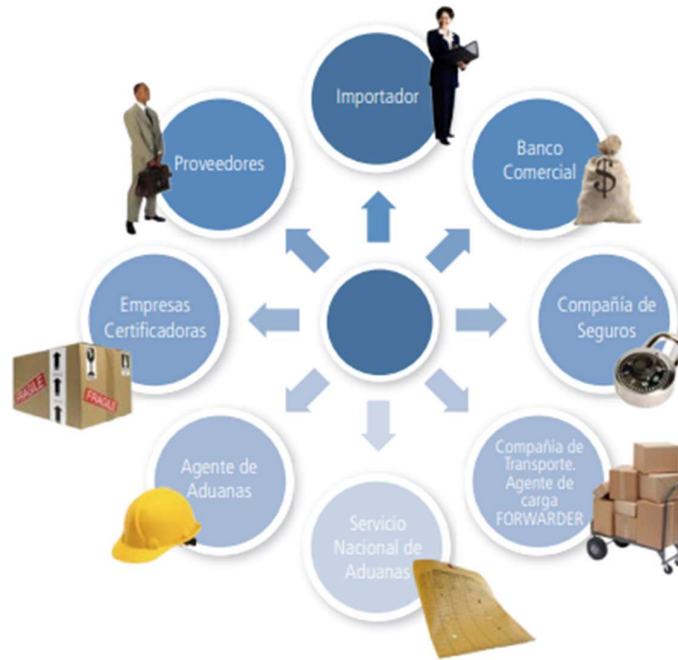 Importador
Banco
Comercial
Compañía de
Seguros
Compañía de
Transporte.
Agente de
carga
FORWARDER
Servicio
Nacional de
Aduanas
Agente de
Aduanas
Empresas
Certificadoras
Proveedores
$
FRAGILE
FRAGILE